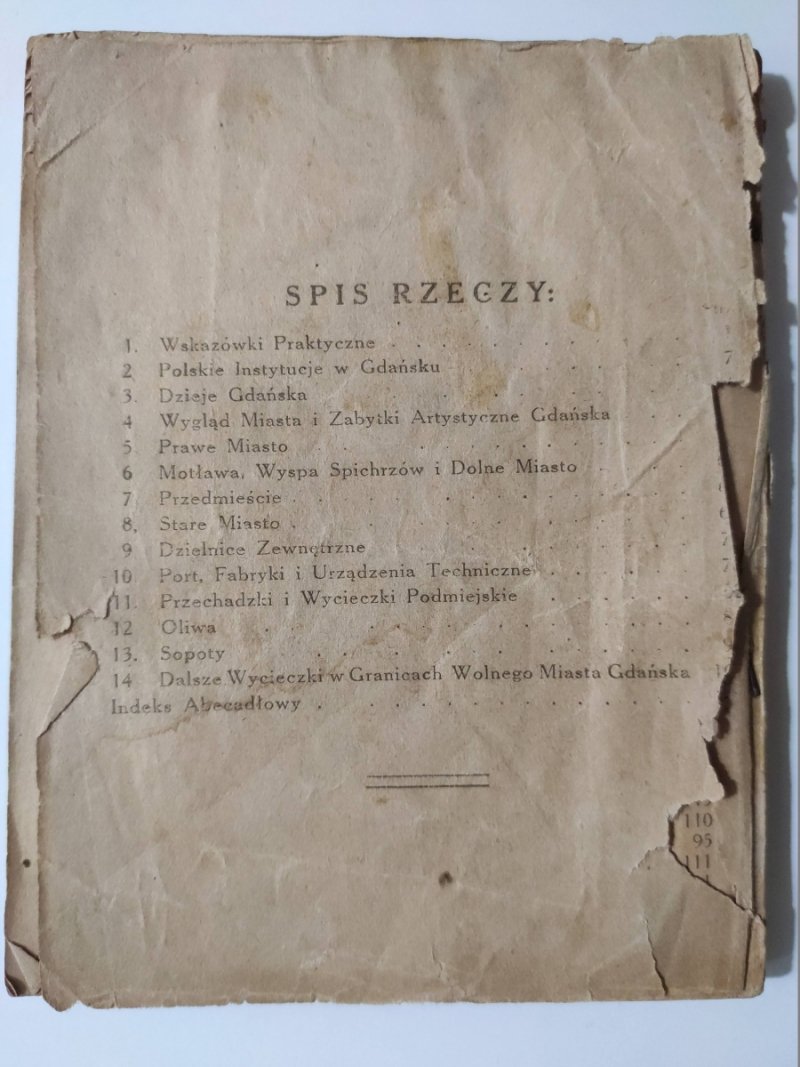 SPIS RZECZY:
1. Wskazówki Praktyczne . . . . . . . . .
2 Polskie Instytucje w Gdańsku . . . . . . . 7
3. Dzieje Gdańska . . . . . . . . . .
4 Wygląd Miasta i Zabytki Artystyczne Gdańska . .
5 Prawe Miasto . . . . . . . . . .
6 Motława, Wyspa Spichrzów i Dolne Miasto . . .
7 Przedmieście . . . . . . . . . .
8, Stare Miasto . . . . . . . . . .
9 Dzielnice Zewnętrzne . . . . . . . .
10 Port, Fabryki i Urządzenia Techniczne . . . .
11. Przechadzki i Wycieczki Podmiejskie . . . . .
12 Oliwa . . . . . . . . . .
13. Sopoty . . . . . . . . . .
14 Dalsze Wycieczki w Granicach Wolnego Miasta Gdańska
Indeks Abecadłowy . . . . . . . . . .
110
95
111